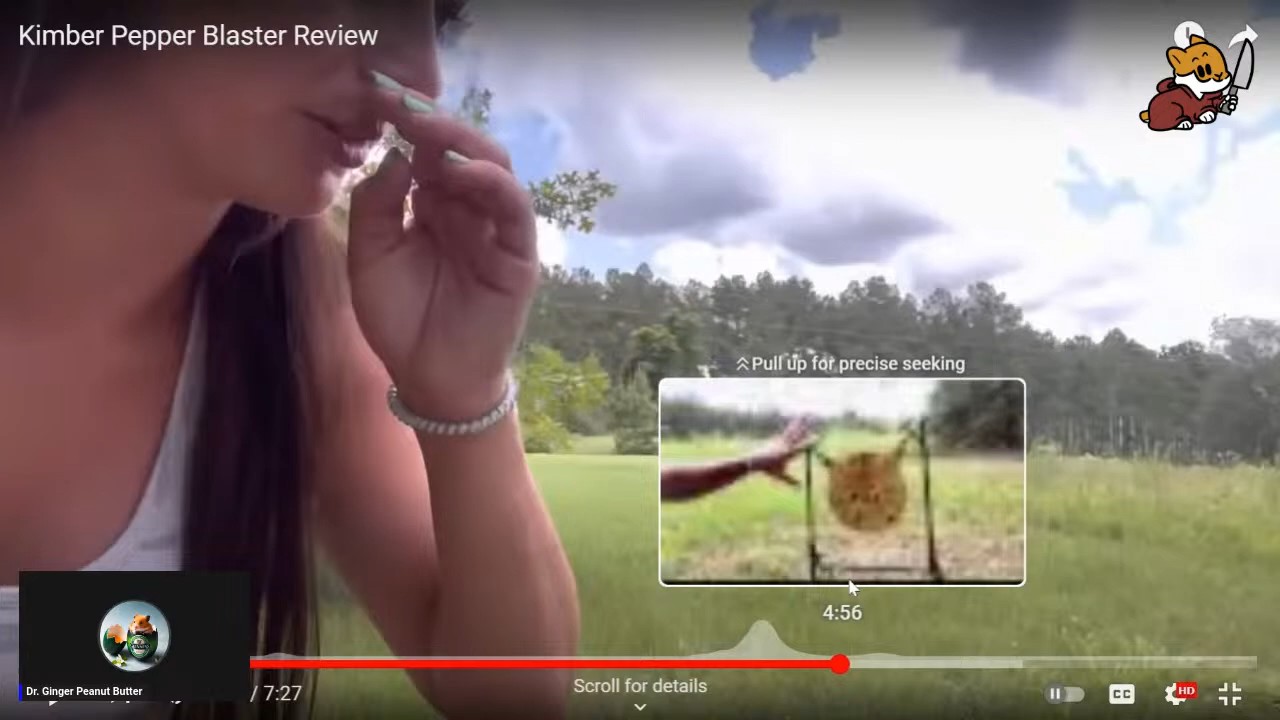 Kimber Pepper Blaster Review
Pull up for precise seeking
4:56
Dr. Ginger Peanut Butter
/ 7:27
Scroll for details
CC
HD